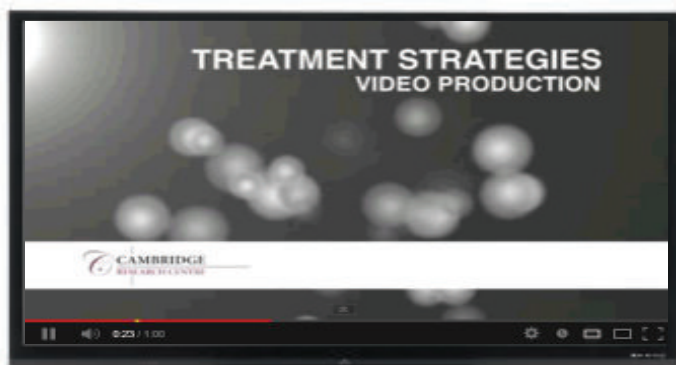 TREATMENT STRATEGIES
VIDEO PRODUCTION
CAMBRIDGE
RESEARCH CENTRE
0:23 / 1:00